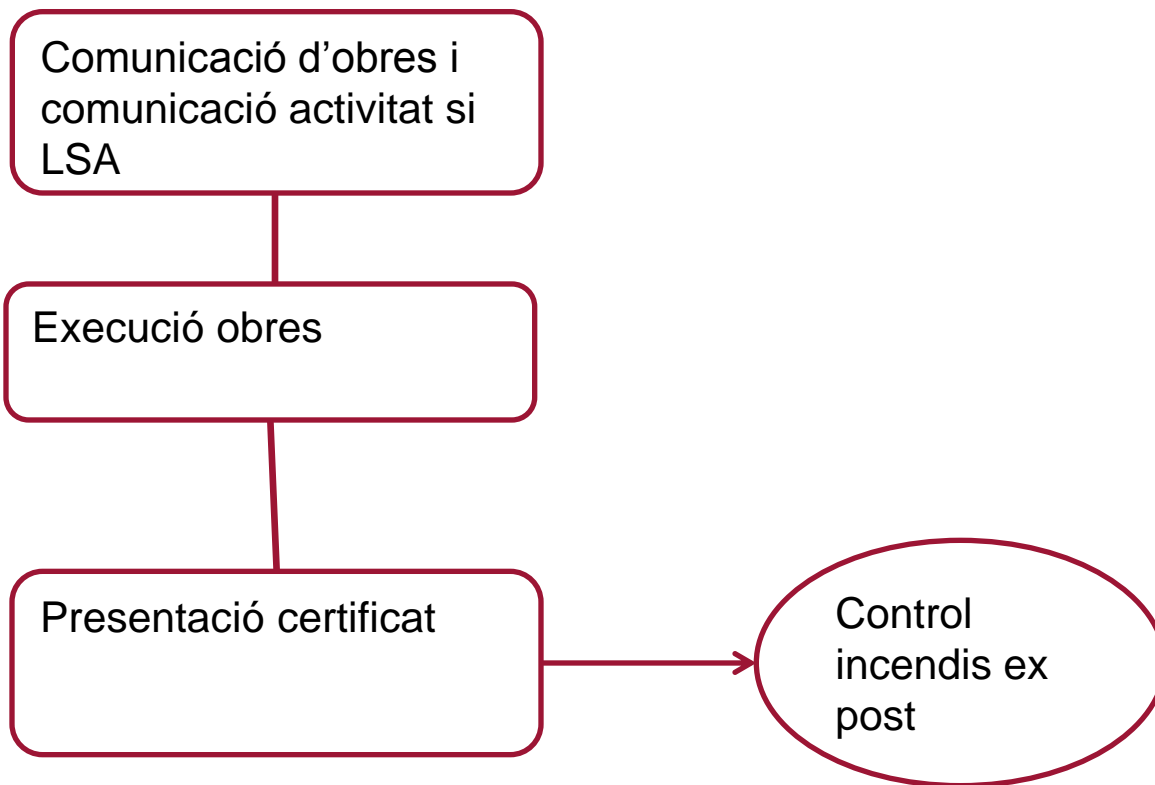 Comunicació d’obres i
comunicació activitat si
LSA
Execució obres
Presentació certificat
Control
incendis ex
post